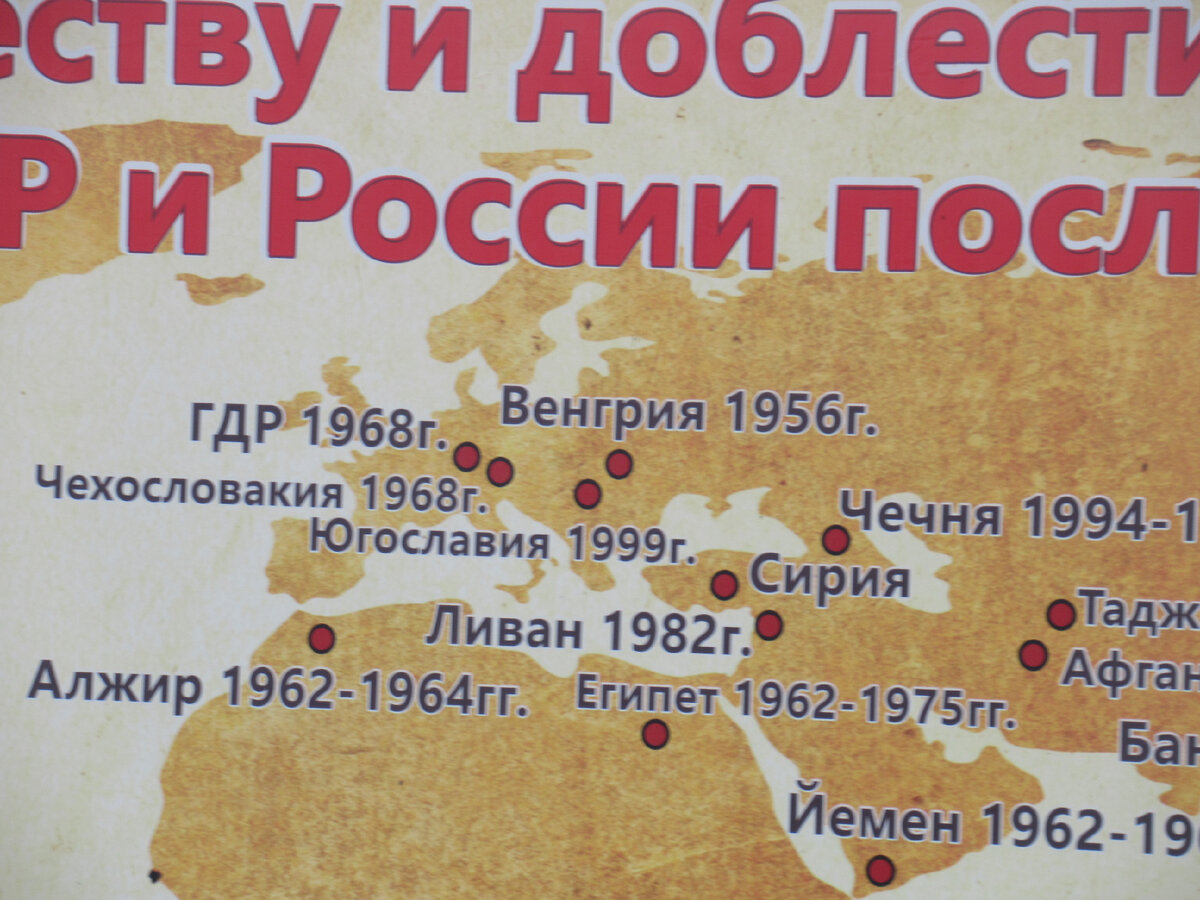 еству и доблести
Р и России посл
ГДР 1968г.
Венгрия 1956г.
Чехословакия 1968г.
Югославия 1999г.
Чечня 1994-1
Сирия
Ливан 1982г.
Тадж
Афган
Алжир 1962-1964гг.
Египет 1962-1975гг.
Бан
Йемен 1962-196